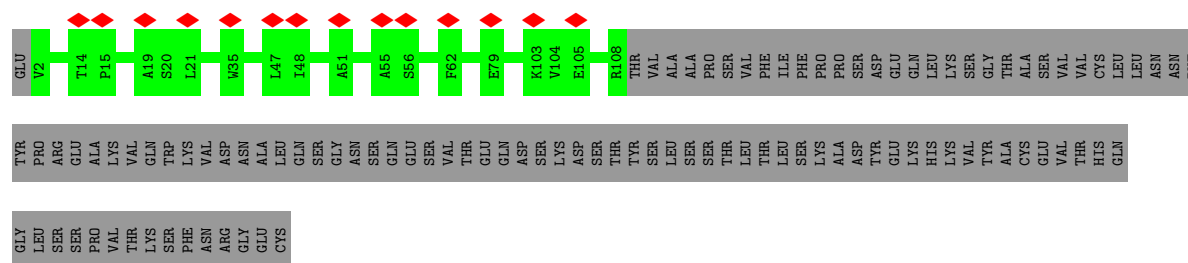 GLU V2 T14 P15 A19 S20 L21 W35 L47 I48 A51 A55 S56 F62 E79 K103 V104 E105 R108 THR VAL ALA ALA PRO SER VAL PHE ILE PHE PRO PRO SER ASP GLU GLN LEU LYS SER GLY THR ALA SER VAL VAL CYS LEU LEU ASN ASN
TYR PRO ARG GLU ALA LYS VAL GLN TRP LYS VAL ASP ASN ALA LEU GLN SER GLY ASN SER GLN GLU SER VAL THR GLU GLN ASP SER LYS ASP SER THR TYR SER LEU SER SER THR LEU THR LEU SER LYS ALA ASP TYR GLU LYS HIS LYS VAL TYR ALA CYS GLU VAL THR HIS GLN
GLY LEU SER SER PRO VAL THR LYS SER PHE ASN ARG GLY GLU CYS